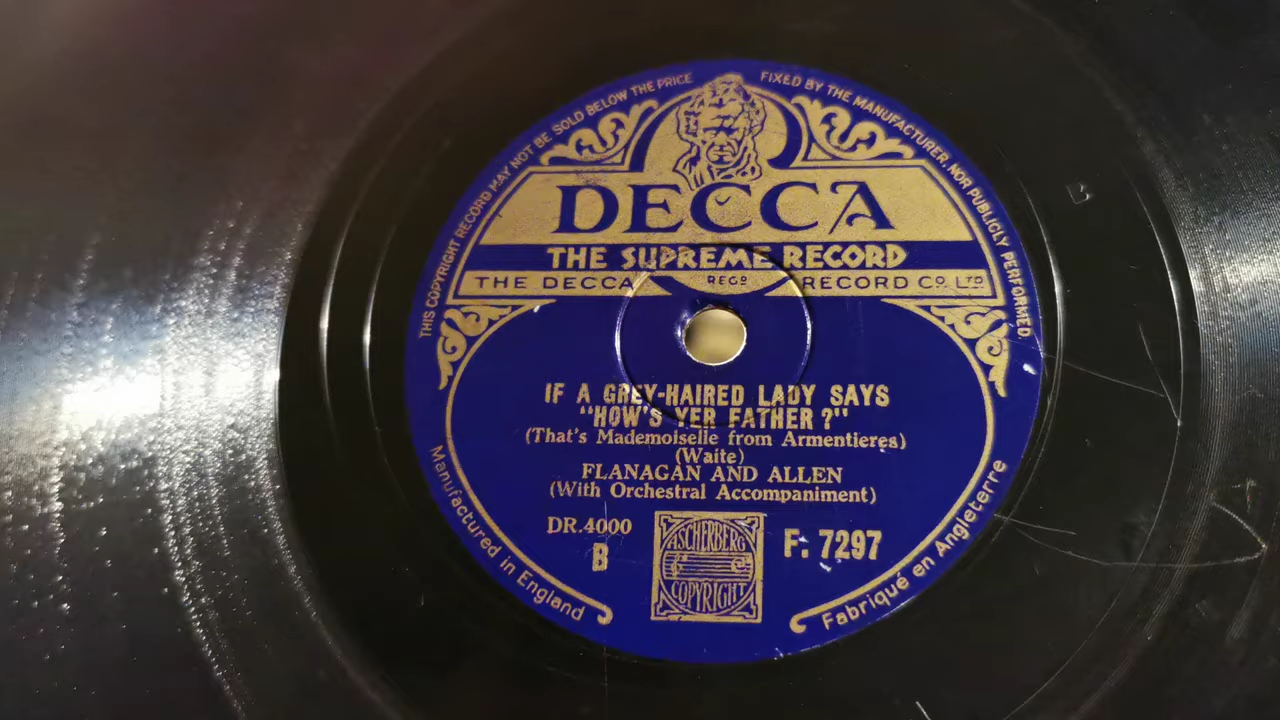 THIS COPYRIGHT RECORD MAY NOT BE SOLD BELOW THE PRICE FIXED BY THE MANUFACTURER, NOR PUBLICLY PERFORMED.
DECCA
THE SUPREME RECORD
THE DECCA REGD RECORD CO. LTD
B
IF A GREY-HAIRED LADY SAYS
"HOW'S YER FATHER?"
(That's Mademoiselle from Armentieres)
(Waite)
FLANAGAN AND ALLEN
(With Orchestral Accompaniment)
DR.4000
B
ASCHERBERG
COPYRIGHT
F. 7297
Manufactured in England
Fabriqué en Angleterre